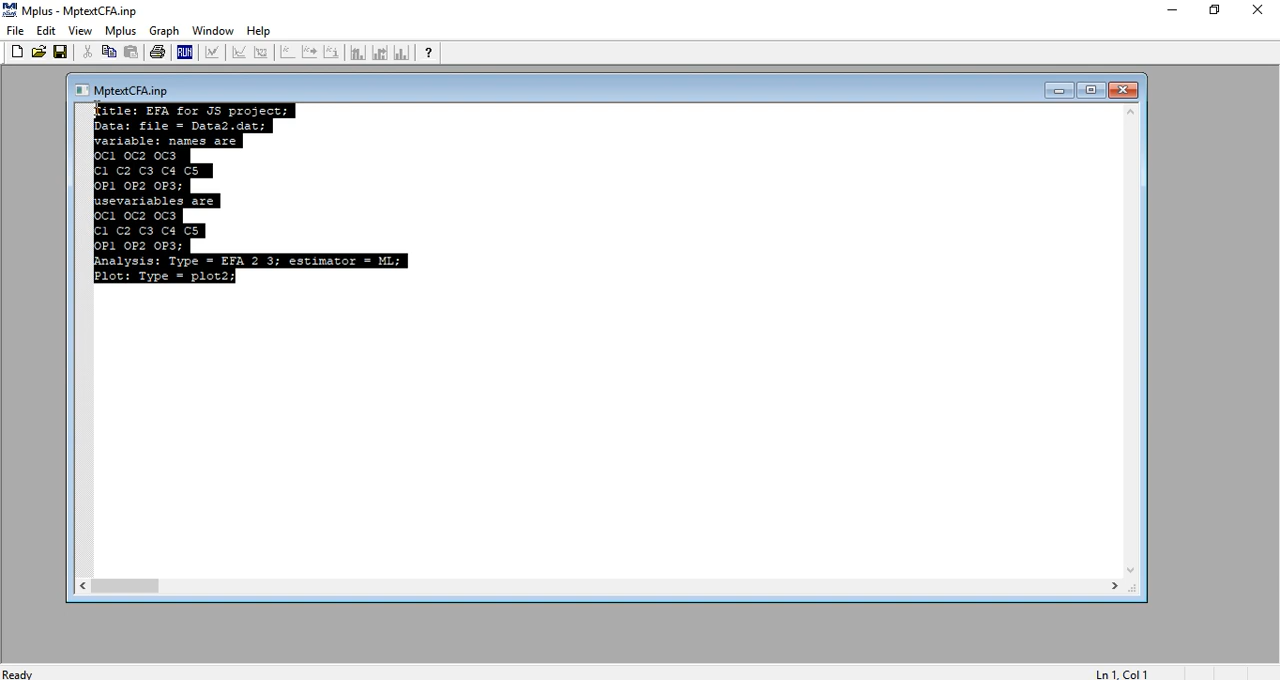 Mplus - MptextCFA.inp
File Edit View Mplus Graph Window Help
RUN
?
MptextCFA.inp
Title: EFA for JS project;
Data: file = Data2.dat;
variable: names are
OC1 OC2 OC3
C1 C2 C3 C4 C5
OP1 OP2 OP3;
usevariables are
OC1 OC2 OC3
C1 C2 C3 C4 C5
OP1 OP2 OP3;
Analysis: Type = EFA 2 3; estimator = ML;
Plot: Type = plot2;
Ready
Ln 1, Col 1